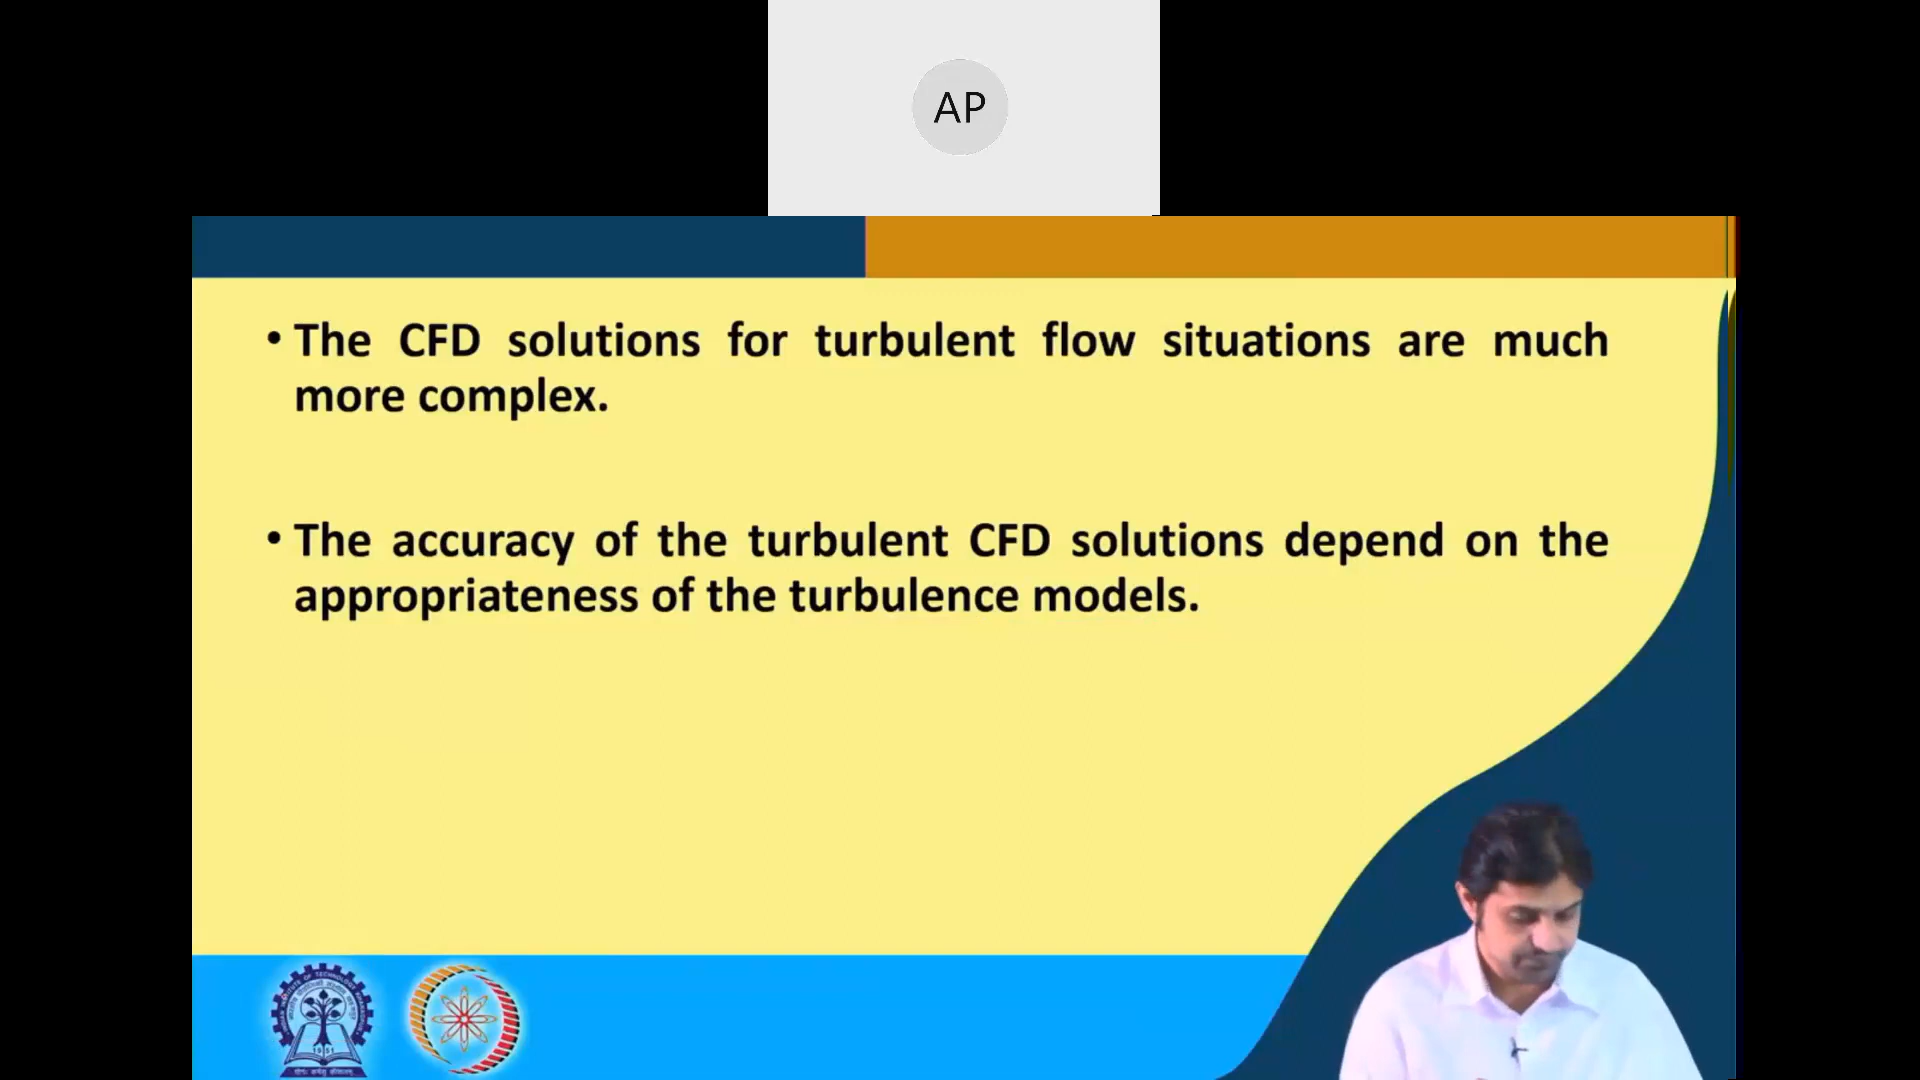 AP
• The CFD solutions for turbulent flow situations are much
more complex.
• The accuracy of the turbulent CFD solutions depend on the
appropriateness of the turbulence models.
1951